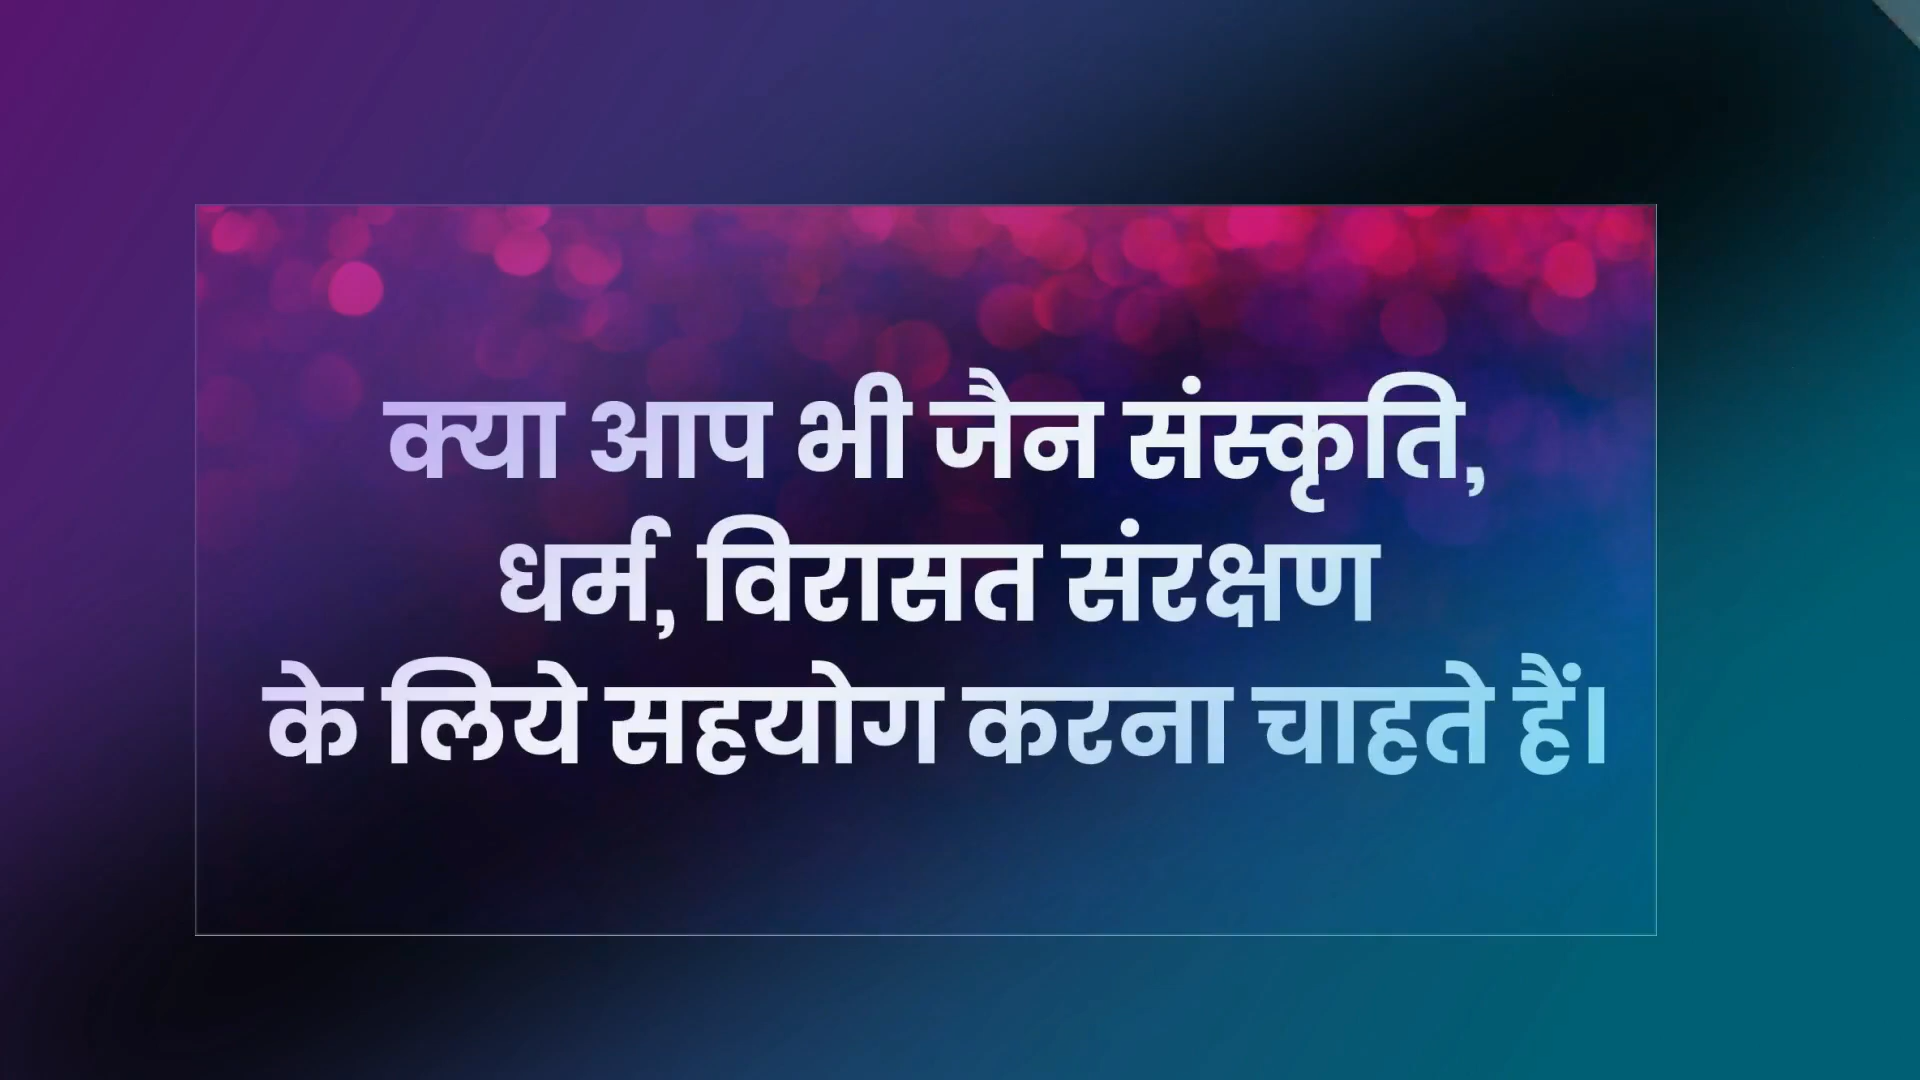 क्या आप भी जैन संस्कृति,
धर्म, विरासत संरक्षण
के लिये सहयोग करना चाहते हैं।